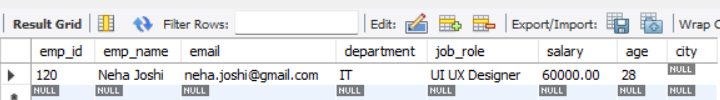 Result Grid Filter Rows: Edit: Export/Import: Wrap C
emp_id emp_name email department job_role salary age city
120 Neha Joshi neha.joshi@gmail.com IT UI UX Designer 60000.00 28 NULL
NULL NULL NULL NULL NULL NULL NULL NULL